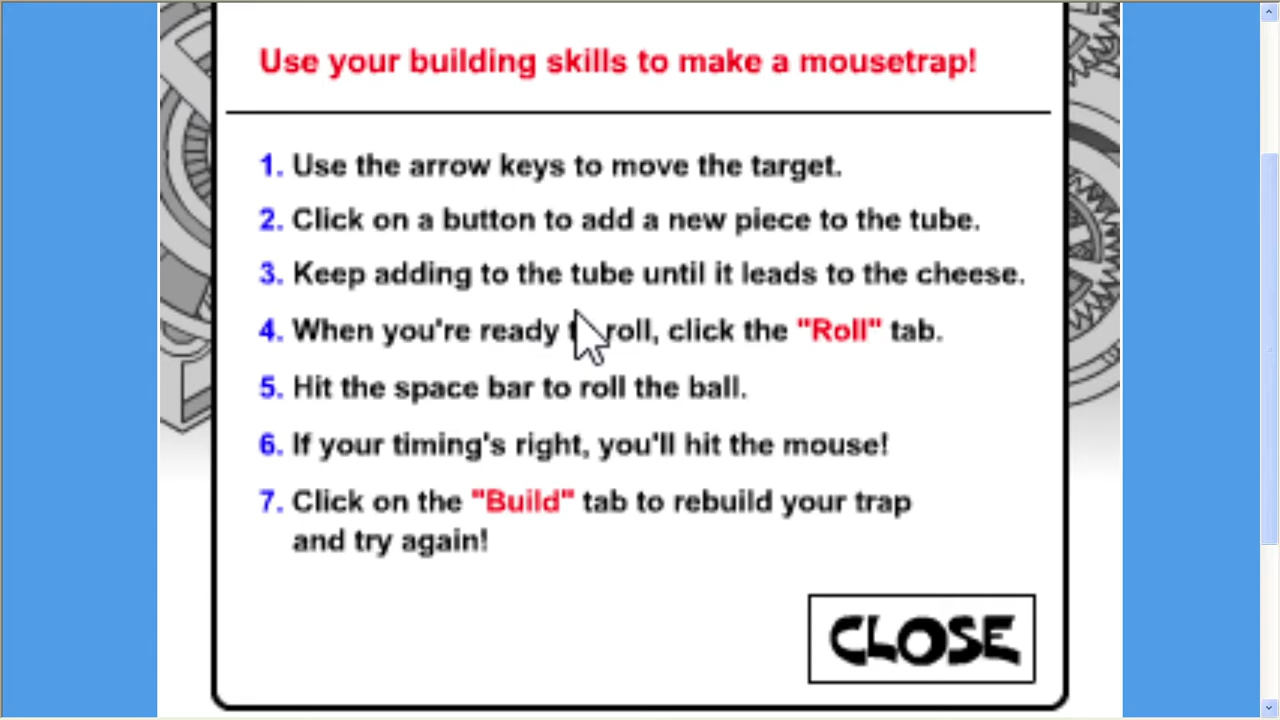 Use your building skills to make a mousetrap!
1. Use the arrow keys to move the target.
2. Click on a button to add a new piece to the tube.
3. Keep adding to the tube until it leads to the cheese.
4. When you're ready roll, click the "Roll" tab.
5. Hit the space bar to roll the ball.
6. If your timing's right, you'll hit the mouse!
7. Click on the "Build" tab to rebuild your trap
and try again!
CLOSE